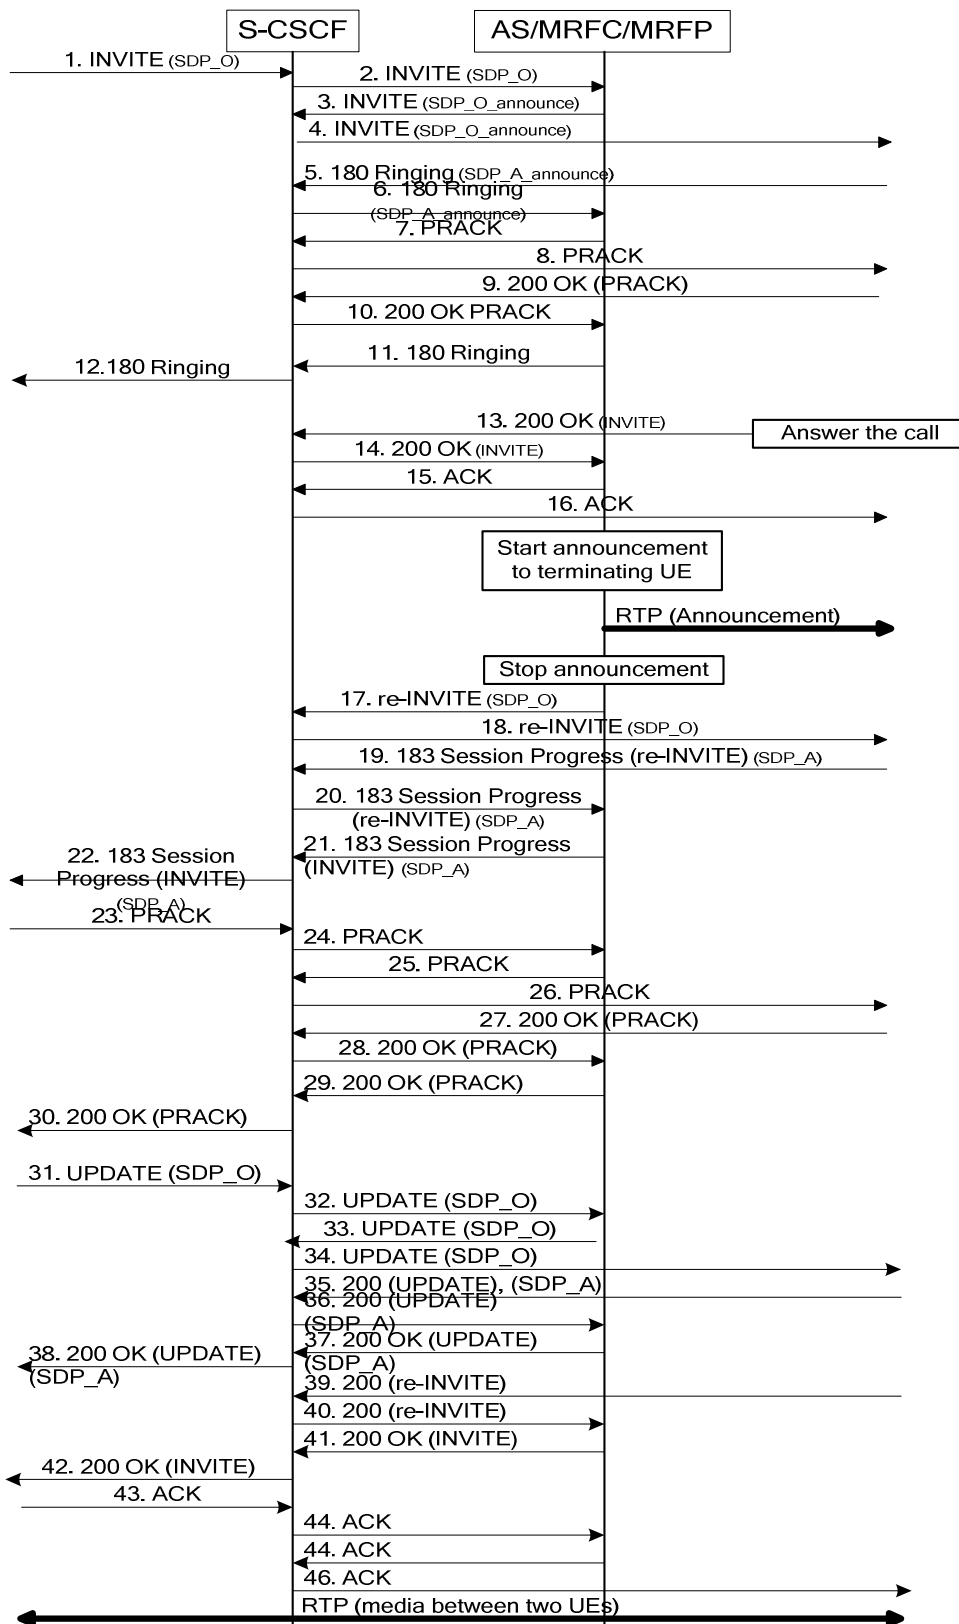 S-CSCF
AS/MRFC/MRFP
1. INVITE (SDP_O)
2. INVITE (SDP_O)
3. INVITE (SDP_O_announce)
4. INVITE (SDP_O_announce)
5. 180 Ringing (SDP_A_announce)
6. 180 Ringing
(SDP_A_announce)
7. PRACK
8. PRACK
9. 200 OK (PRACK)
10. 200 OK PRACK
11. 180 Ringing
12.180 Ringing
13. 200 OK (INVITE)
Answer the call
14. 200 OK (INVITE)
15. ACK
16. ACK
Start announcement
to terminating UE
RTP (Announcement)
Stop announcement
17. re-INVITE (SDP_O)
18. re-INVITE (SDP_O)
19. 183 Session Progress (re-INVITE) (SDP_A)
20. 183 Session Progress
(re-INVITE) (SDP_A)
21. 183 Session Progress
(INVITE) (SDP_A)
22. 183 Session
Progress (INVITE)
(SDP_A)
23. PRACK
24. PRACK
25. PRACK
26. PRACK
27. 200 OK (PRACK)
28. 200 OK (PRACK)
29. 200 OK (PRACK)
30. 200 OK (PRACK)
31. UPDATE (SDP_O)
32. UPDATE (SDP_O)
33. UPDATE (SDP_O)
34. UPDATE (SDP_O)
35. 200 (UPDATE), (SDP_A)
36. 200 (UPDATE)
(SDP_A)
37. 200 OK (UPDATE)
(SDP_A)
38. 200 OK (UPDATE)
(SDP_A)
39. 200 (re-INVITE)
40. 200 (re-INVITE)
41. 200 OK (INVITE)
42. 200 OK (INVITE)
43. ACK
44. ACK
44. ACK
46. ACK
RTP (media between two UEs)